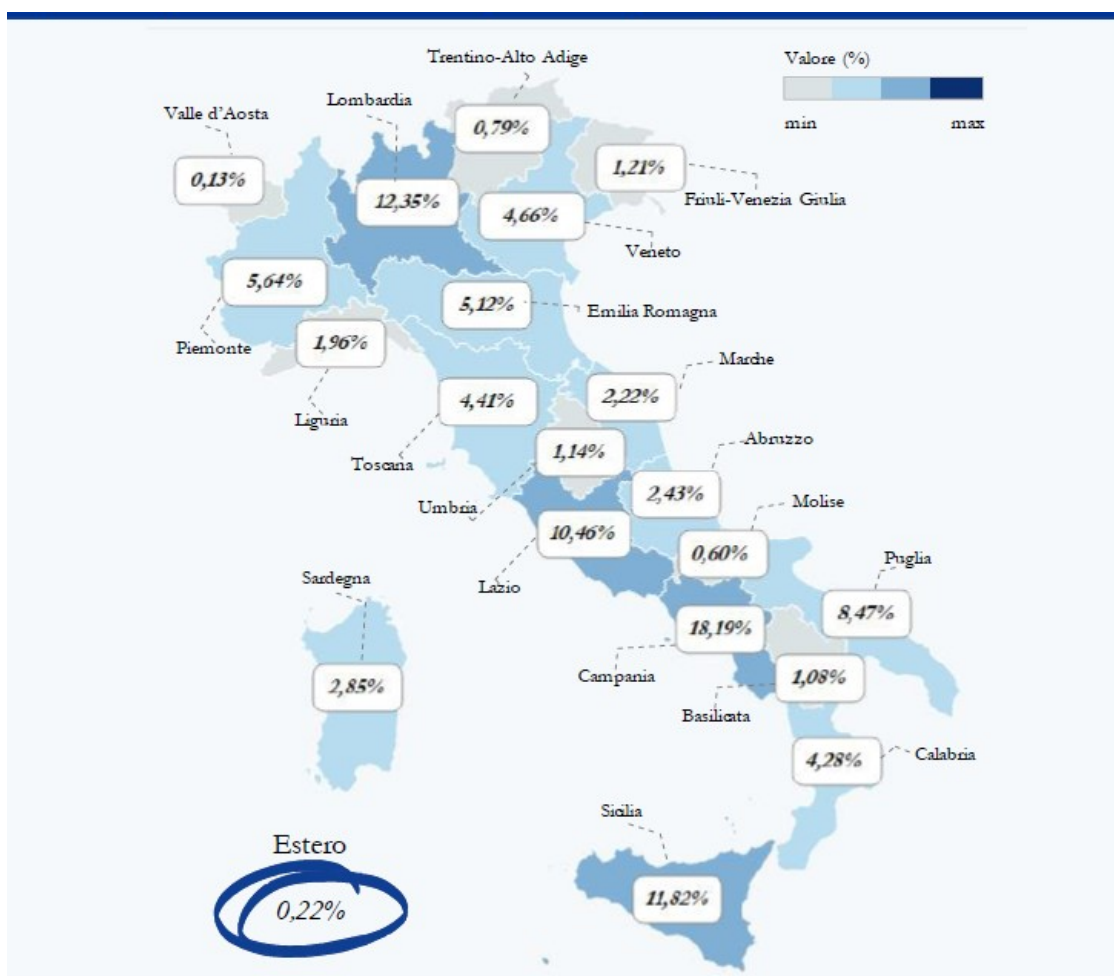 Trentino-Alto Adige
Valore (%)
min max
Lombardia
Valle d'Aosta
0,79%
0,13%
12,35%
1,21%
Friuli-Venezia Giulia
4,66%
Veneto
5,64%
5,12%
Emilia Romagna
Piemonte
1,96%
Liguria
Marche
2,22%
4,41%
Toscana
Abruzzo
1,14%
Umbria
2,43%
Molise
10,46%
Lazio
0,60%
Puglia
8,47%
Sardegna
2,85%
18,19%
Campania
1,08%
Basilicata
4,28%
Calabria
Sicilia
11,82%
Estero
0,22%